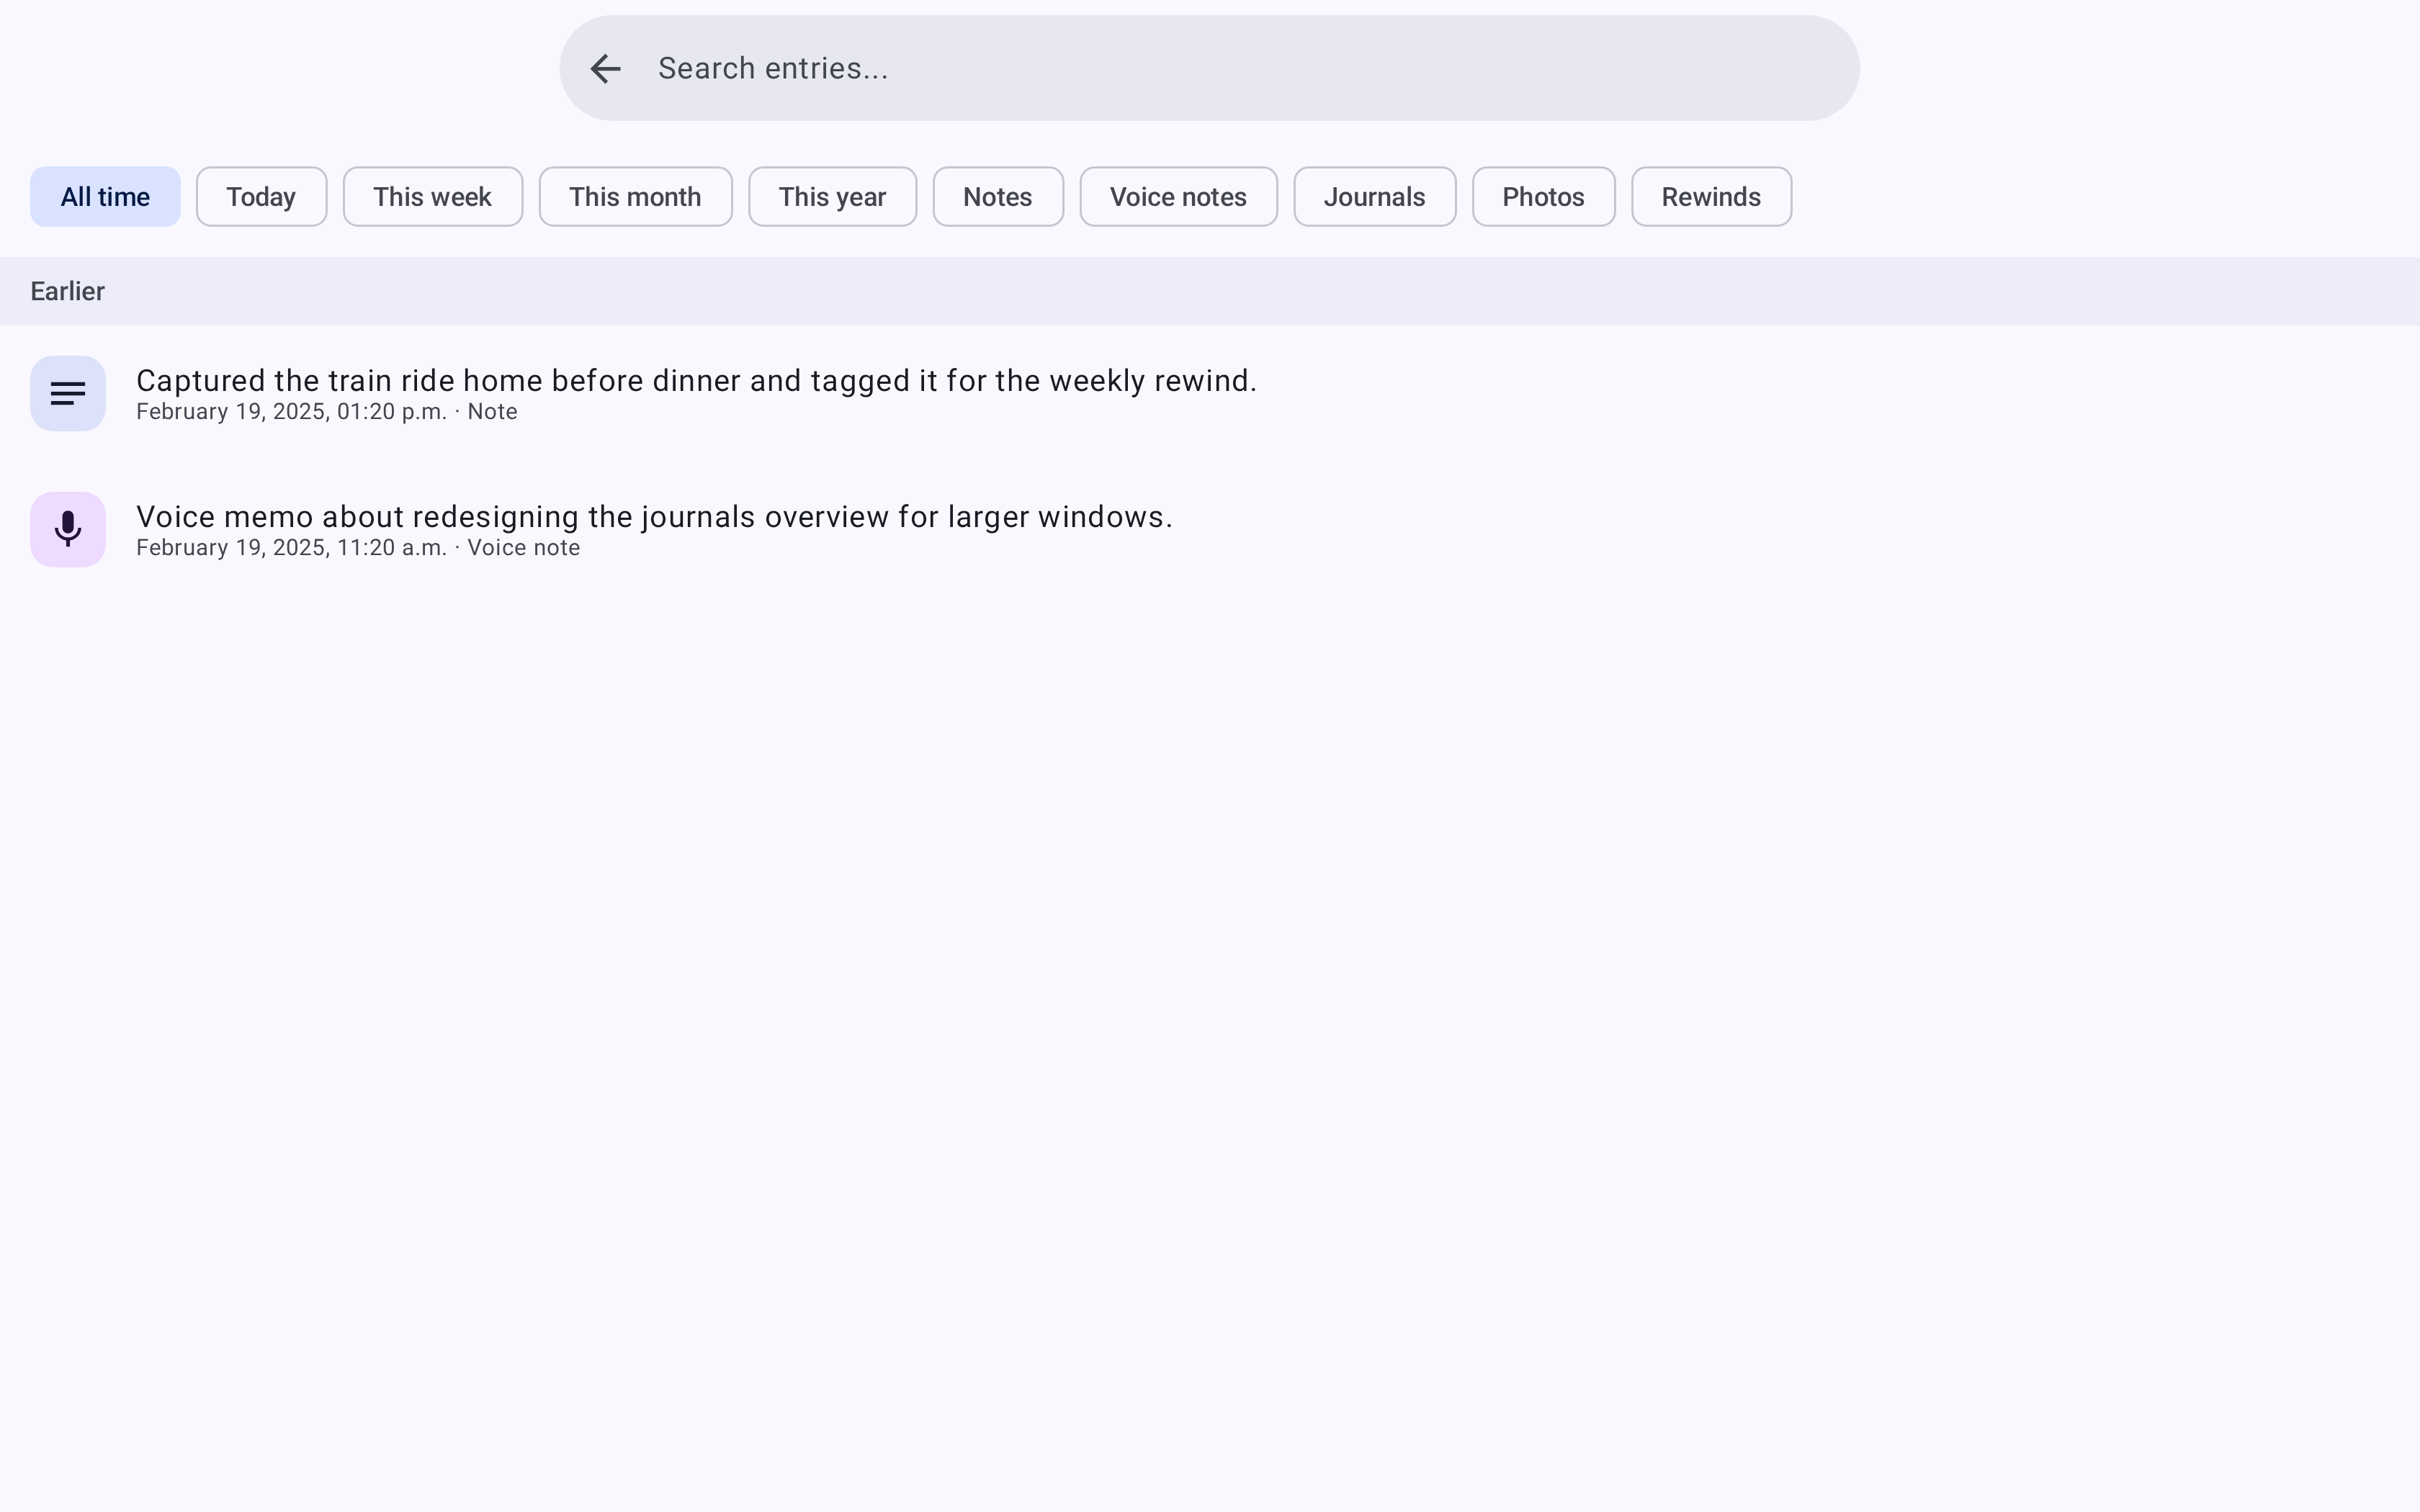 Search entries...
All time
Today
This week
This month
This year
Notes
Voice notes
Journals
Photos
Rewinds
Earlier
Captured the train ride home before dinner and tagged it for the weekly rewind.
February 19, 2025, 01:20 p.m. · Note
Voice memo about redesigning the journals overview for larger windows.
February 19, 2025, 11:20 a.m. · Voice note